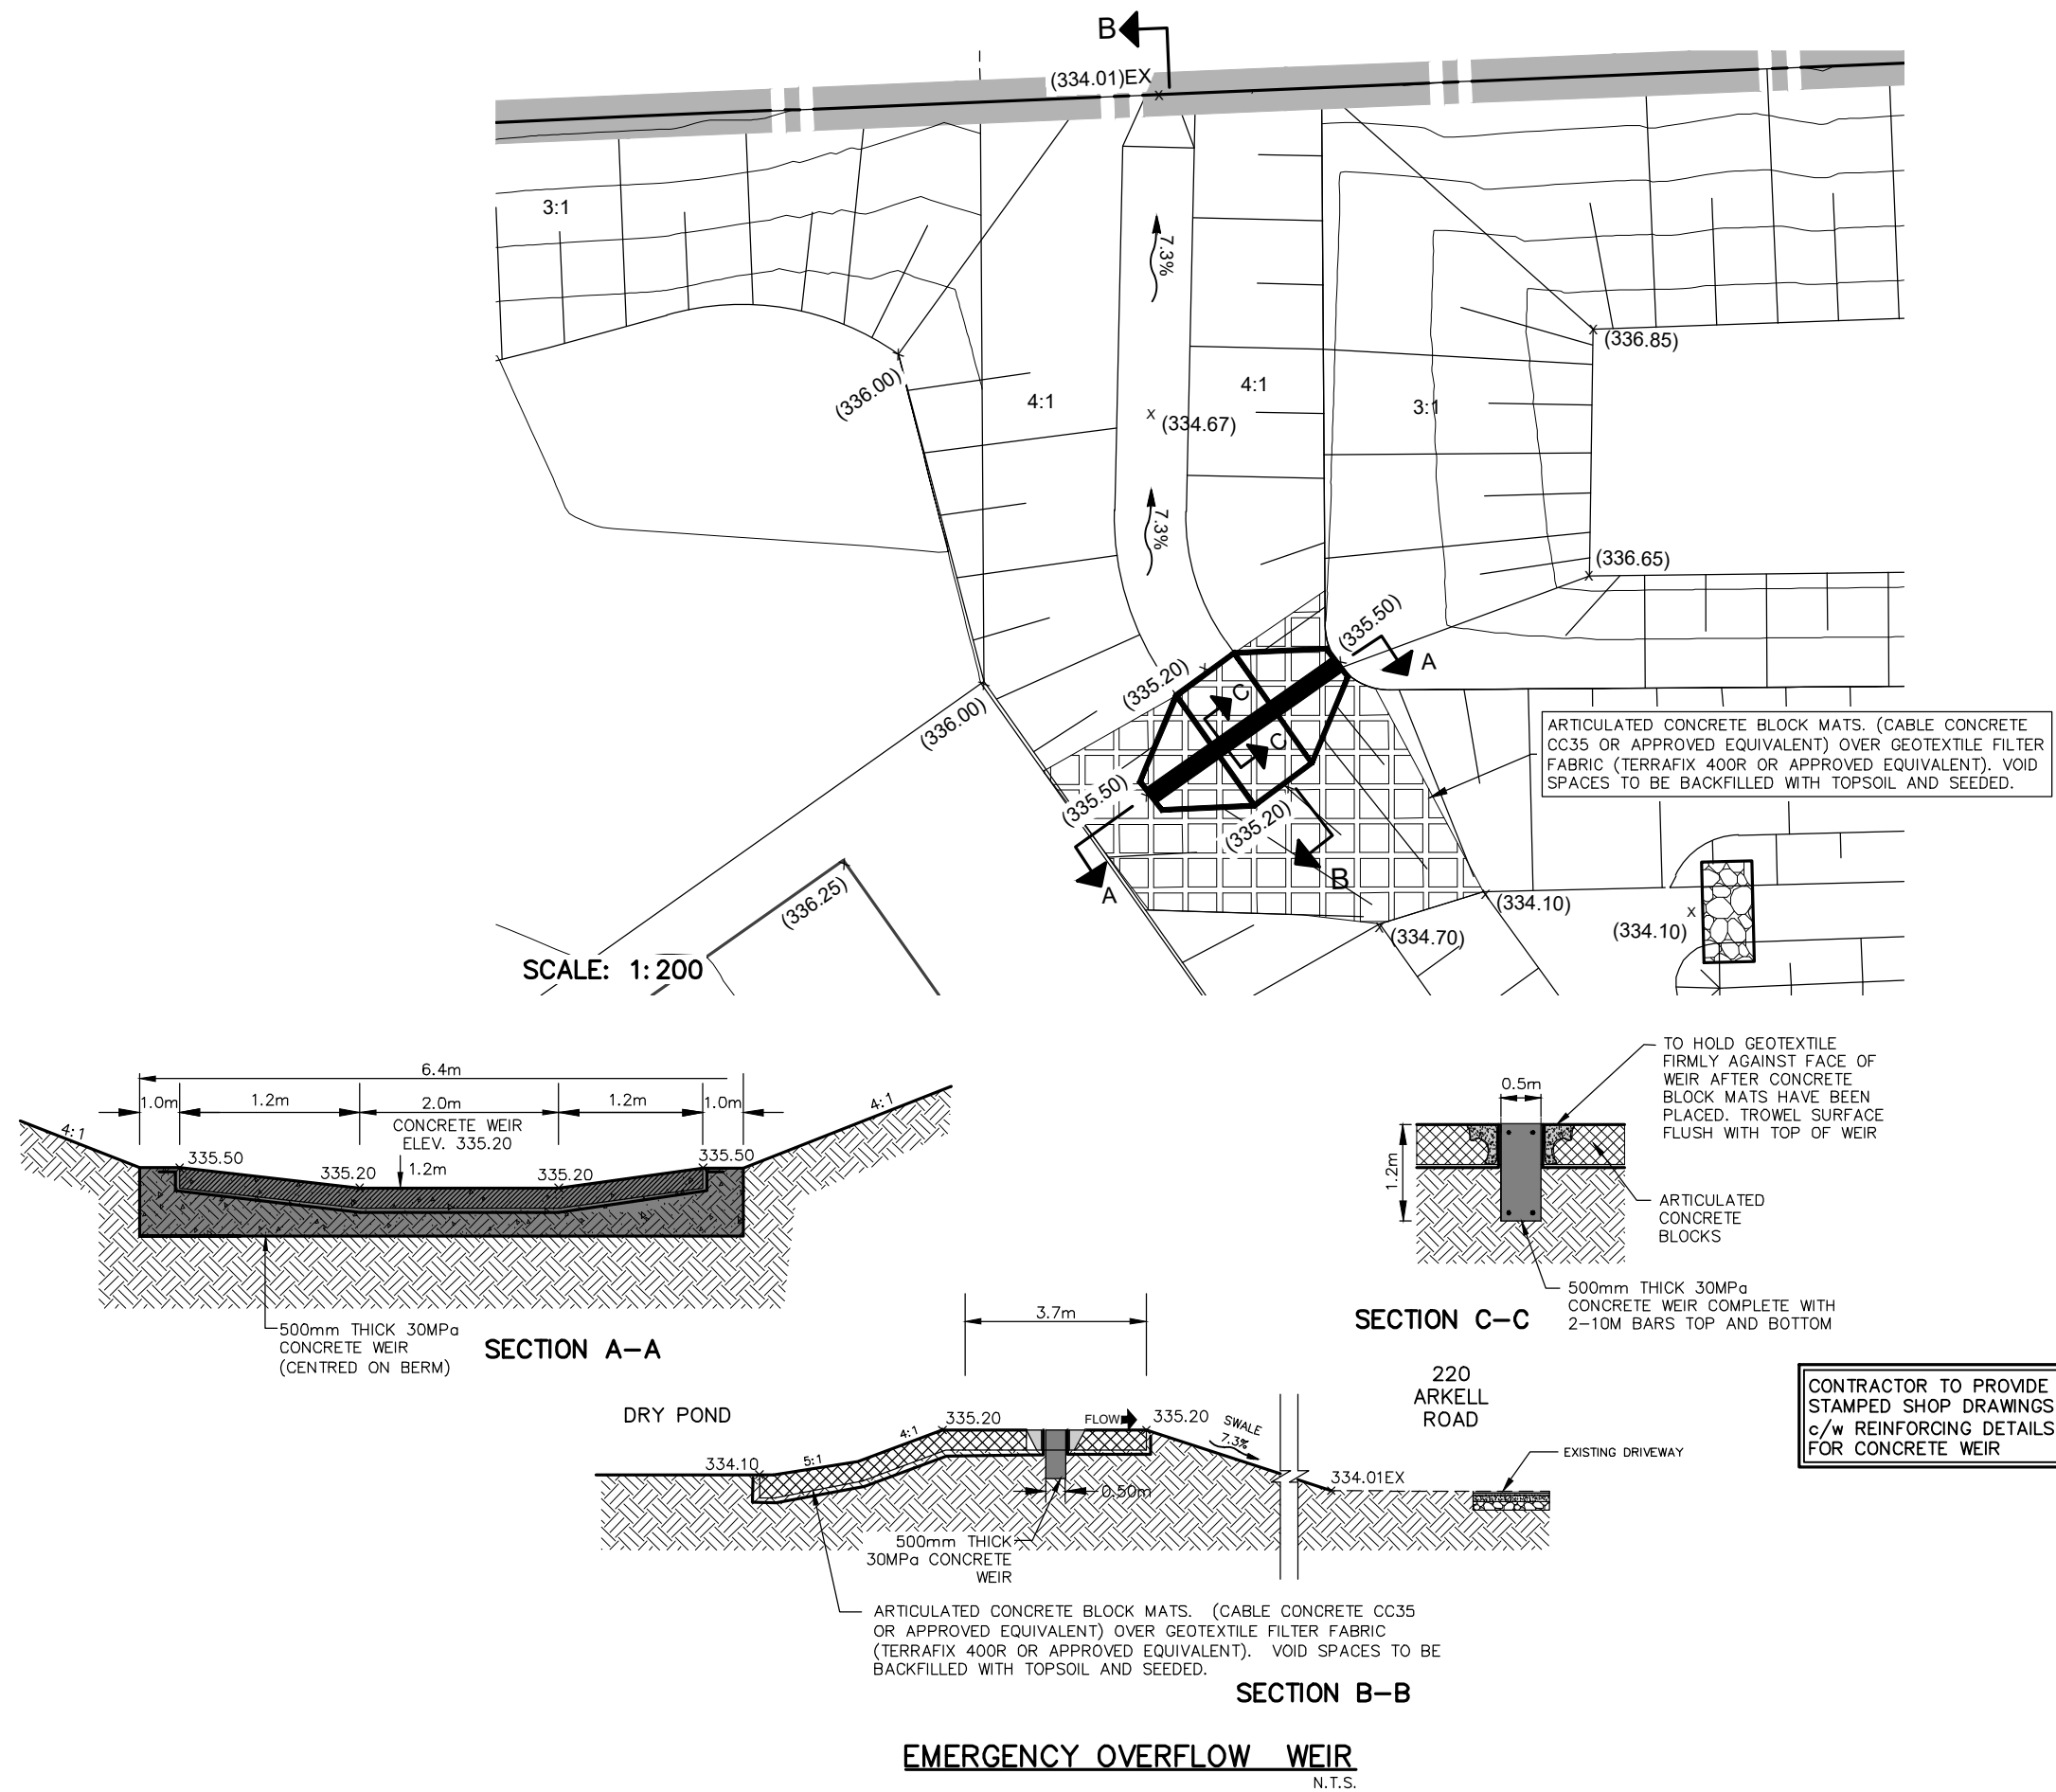 B
(334.01)EX
3:1
7.3%
(336.85)
(336.00)
4:1
4:1
3:1
(334.67)
7.3%
(336.65)
(335.50)
A
(335.20)
C
(336.00)
C
ARTICULATED CONCRETE BLOCK MATS. (CABLE CONCRETE
CC35 OR APPROVED EQUIVALENT) OVER GEOTEXTILE FILTER
FABRIC (TERRAFIX 400R OR APPROVED EQUIVALENT). VOID
SPACES TO BE BACKFILLED WITH TOPSOIL AND SEEDED.
(335.50)
(335.20)
B
A
(336.25)
(334.10)
(334.10)
(334.70)
SCALE: 1:200
6.4m
1.0m
1.2m
2.0m
1.2m
1.0m
4:1
4:1
CONCRETE WEIR
ELEV. 335.20
335.50
335.20
1.2m
335.20
335.50
500mm THICK 30MPa
CONCRETE WEIR
(CENTRED ON BERM)
SECTION A-A
TO HOLD GEOTEXTILE
FIRMLY AGAINST FACE OF
WEIR AFTER CONCRETE
BLOCK MATS HAVE BEEN
PLACED. TROWEL SURFACE
FLUSH WITH TOP OF WEIR
0.5m
1.2m
ARTICULATED
CONCRETE
BLOCKS
500mm THICK 30MPa
CONCRETE WEIR COMPLETE WITH
2-10M BARS TOP AND BOTTOM
SECTION C-C
3.7m
DRY POND
220
ARKELL
ROAD
335.20
FLOW
335.20
SWALE
7.3%
4:1
5:1
334.10
334.01EX
EXISTING DRIVEWAY
0.50m
500mm THICK
30MPa CONCRETE
WEIR
ARTICULATED CONCRETE BLOCK MATS. (CABLE CONCRETE CC35
OR APPROVED EQUIVALENT) OVER GEOTEXTILE FILTER FABRIC
(TERRAFIX 400R OR APPROVED EQUIVALENT). VOID SPACES TO BE
BACKFILLED WITH TOPSOIL AND SEEDED.
SECTION B-B
CONTRACTOR TO PROVIDE
STAMPED SHOP DRAWINGS
c/w REINFORCING DETAILS
FOR CONCRETE WEIR
EMERGENCY OVERFLOW WEIR
N.T.S.